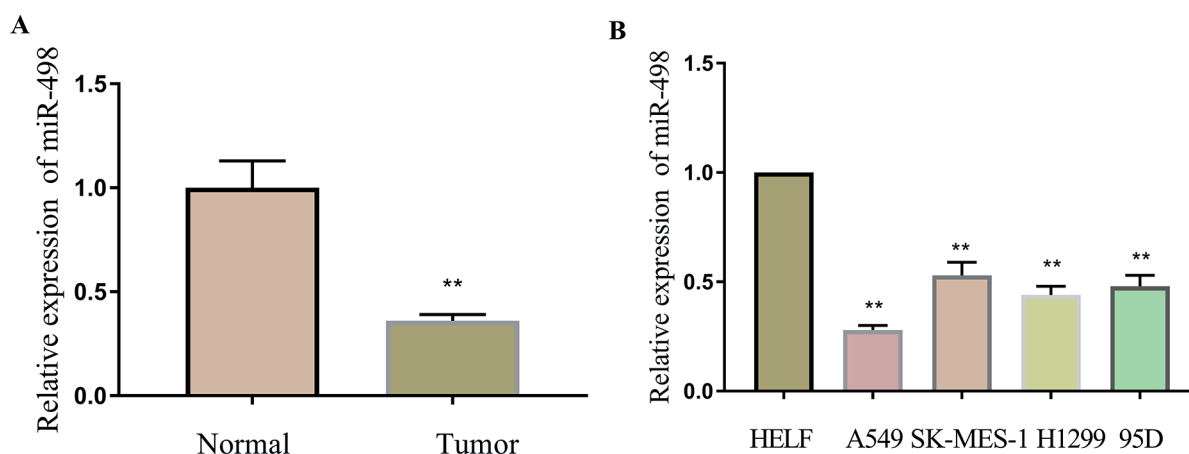 A
Relative expression of miR-498
1.5
1.0
0.5
0.0
**
Normal Tumor
B
Relative expression of miR-498
1.5
1.0
0.5
0.0
**
**
**
**
HELF A549 SK-MES-1 H1299 95D